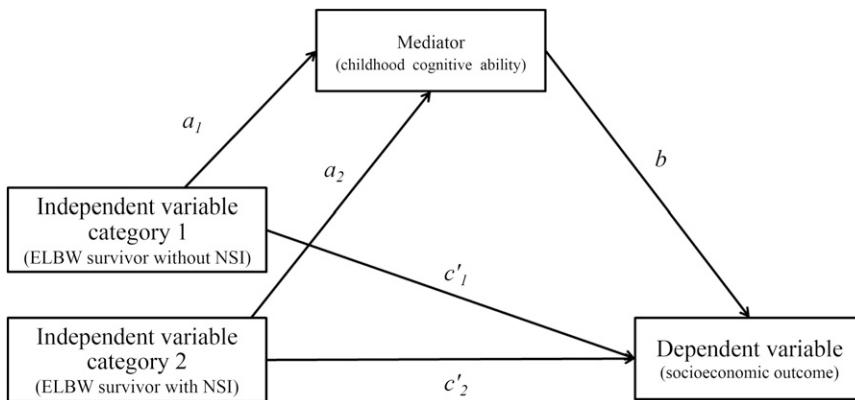 Mediator
(childhood cognitive ability)
a1
a2
b
Independent variable
category 1
(ELBW survivor without NSI)
c'1
Independent variable
category 2
(ELBW survivor with NSI)
c'2
Dependent variable
(socioeconomic outcome)